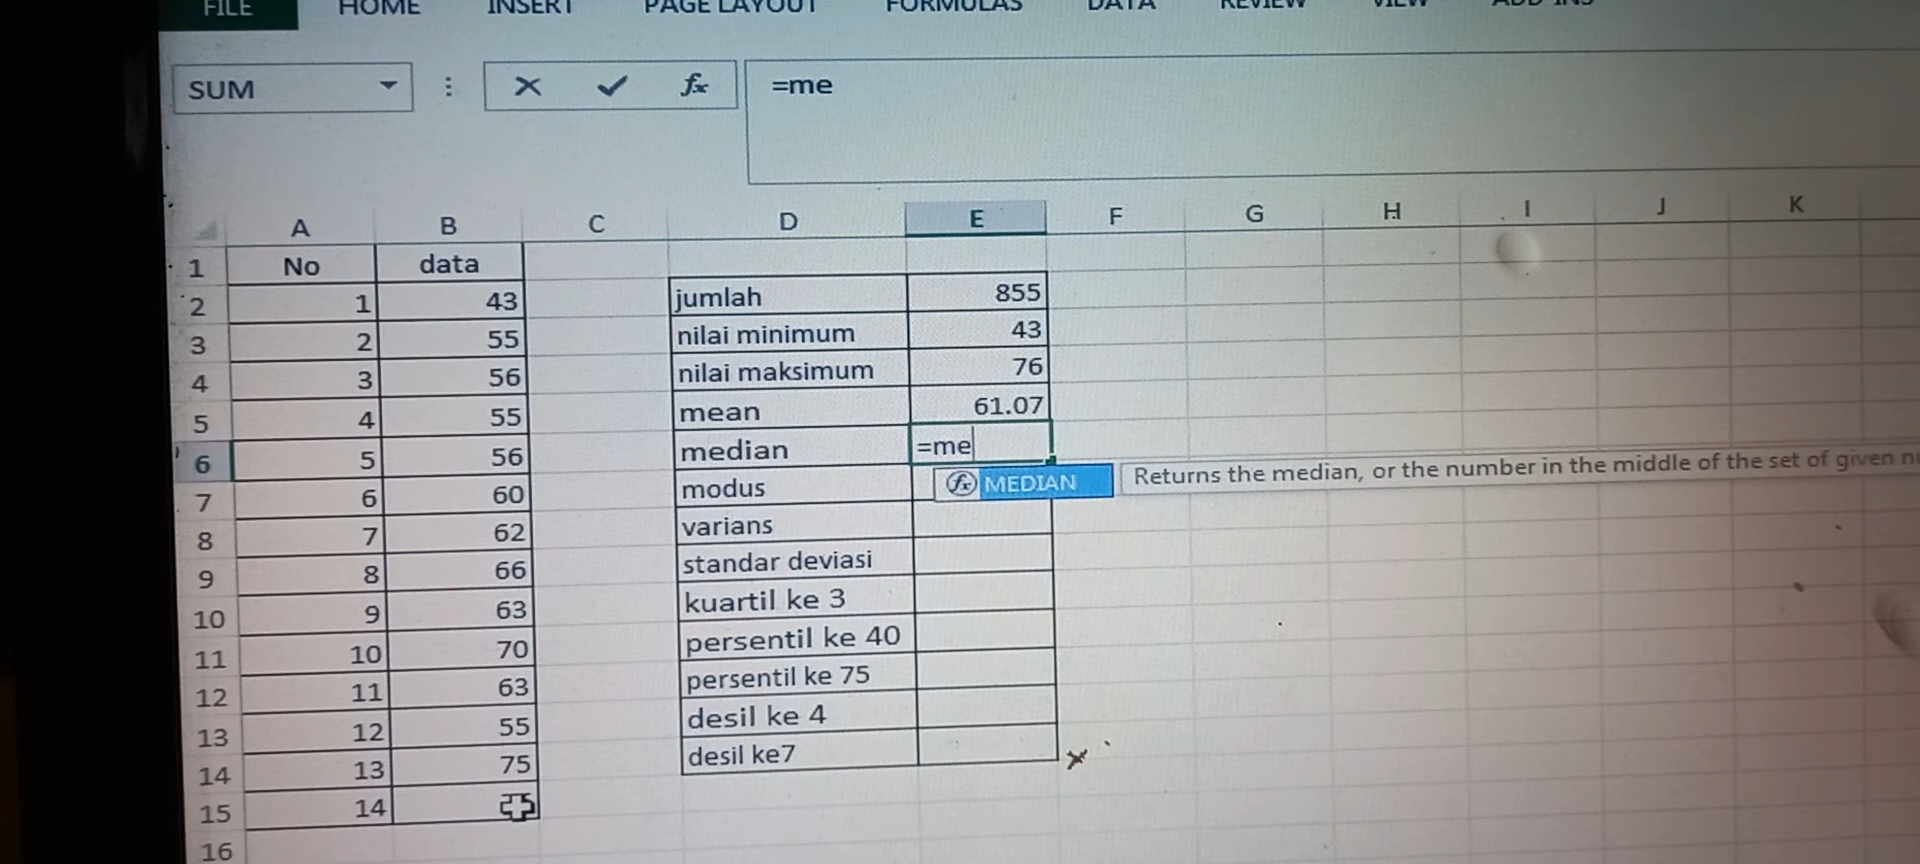 FILE HOME INSERT PAGE LAYOUT FORMULAS DATA REVIEW VIEW ADD-INS
SUM =me
A B C D E F G H I J K
1 No data
2 1 43 jumlah 855
3 2 55 nilai minimum 43
4 3 56 nilai maksimum 76
5 4 55 mean 61.07
6 5 56 median =me
MEDIAN Returns the median, or the number in the middle of the set of given
7 6 60 modus
8 7 62 varians
9 8 66 standar deviasi
10 9 63 kuartil ke 3
11 10 70 persentil ke 40
12 11 63 persentil ke 75
13 12 55 desil ke 4
14 13 75 desil ke7
15 14
16